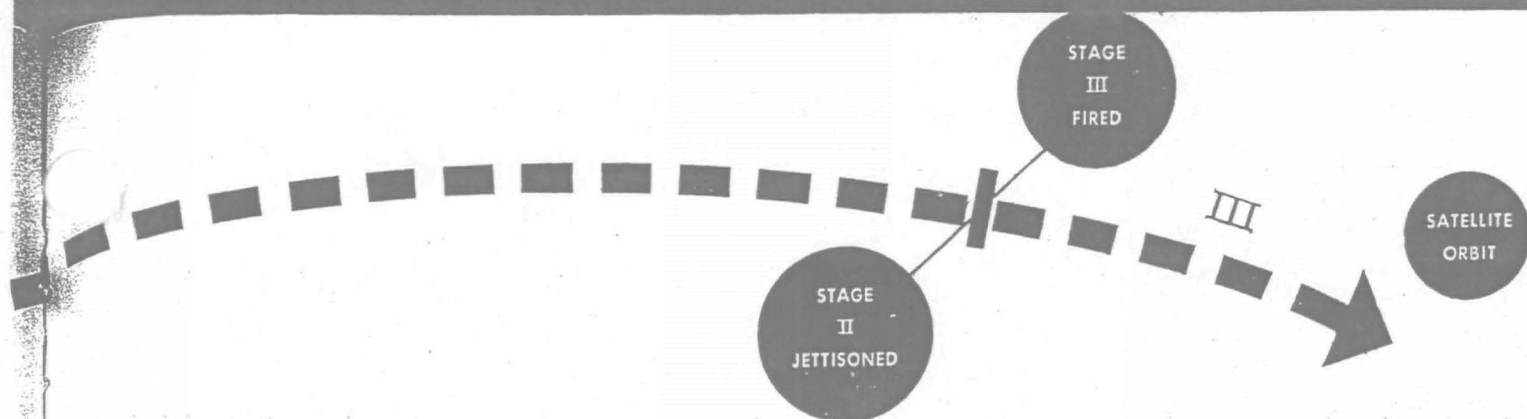 STAGE
III
FIRED
III
SATELLITE
ORBIT
STAGE
II
JETTISONED